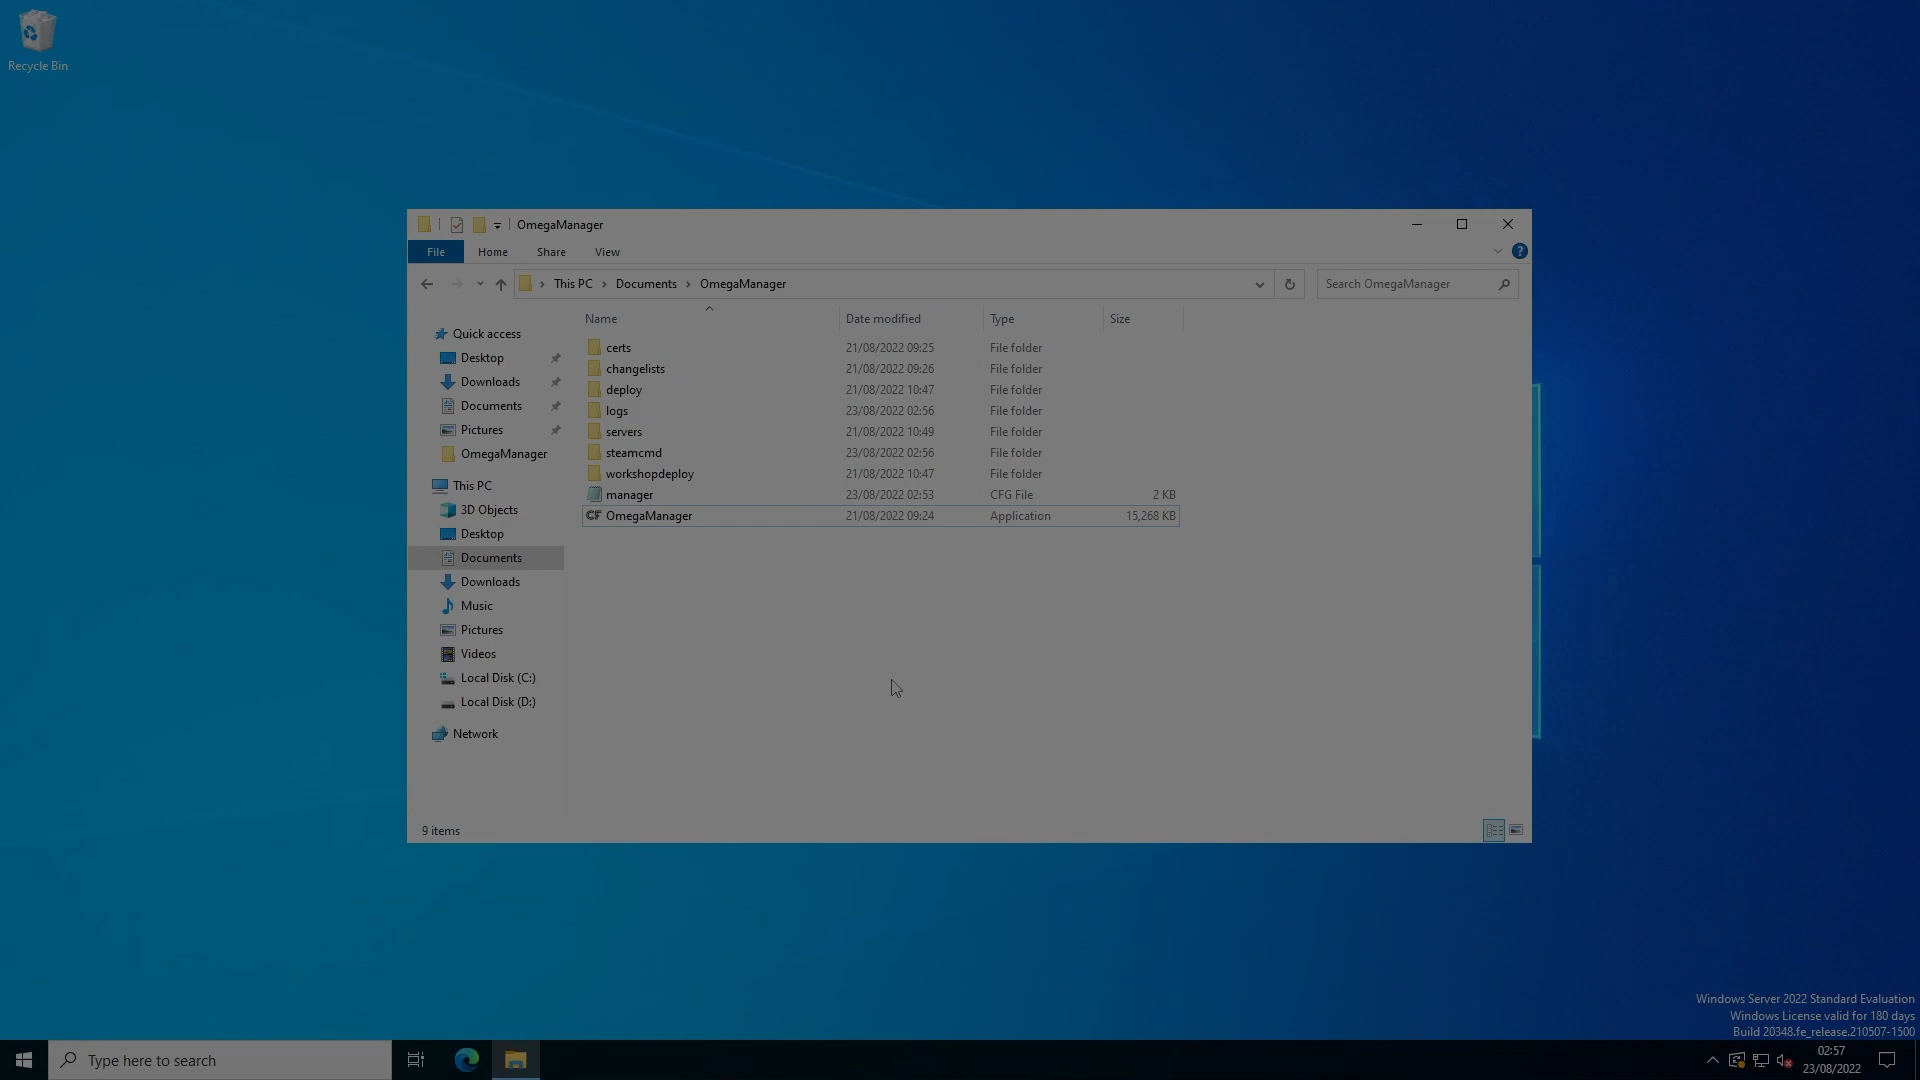 Recycle Bin
OmegaManager
File Home Share View
This PC Documents OmegaManager
Search OmegaManager
Name Date modified Type Size
Quick access
Desktop
Downloads
Documents
Pictures
OmegaManager
This PC
3D Objects
Desktop
Documents
Downloads
Music
Pictures
Videos
Local Disk (C:)
Local Disk (D:)
Network
certs 21/08/2022 09:25 File folder
changelists 21/08/2022 09:26 File folder
deploy 21/08/2022 10:47 File folder
logs 23/08/2022 02:56 File folder
servers 21/08/2022 10:49 File folder
steamcmd 23/08/2022 02:56 File folder
workshopdeploy 21/08/2022 10:47 File folder
manager 23/08/2022 02:53 CFG File 2 KB
CF OmegaManager 21/08/2022 09:24 Application 15,268 KB
9 items
Windows Server 2022 Standard Evaluation
Windows License valid for 180 days
Build 20348.fe_release.210507-1500
Type here to search
02:57
23/08/2022